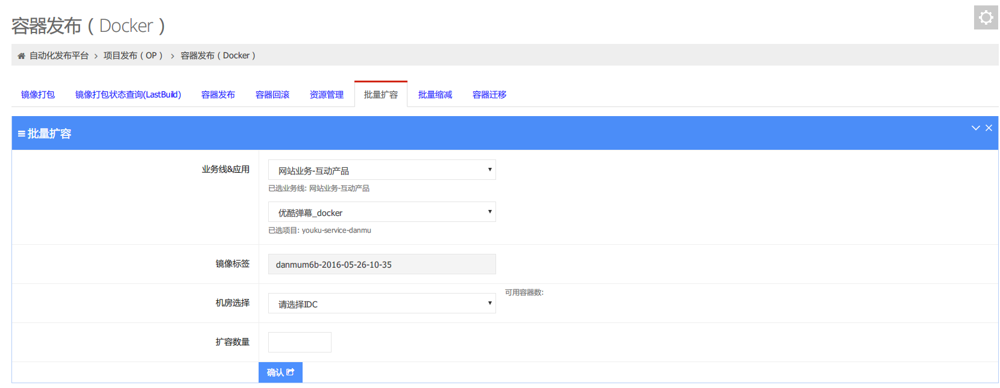 容器发布（Docker）
自动化发布平台 > 项目发布（OP） > 容器发布（Docker）
镜像打包 镜像打包状态查询(LastBuild) 容器发布 容器回滚 资源管理 批量扩容 批量缩减 容器迁移
批量扩容
业务线&应用 网站业务-互动产品
已选业务线: 网站业务-互动产品
优酷弹幕_docker
已选项目: youku-service-danmu
镜像标签 danmum6b-2016-05-26-10-35
可用容器数:
机房选择 请选择IDC
扩容数量
确认